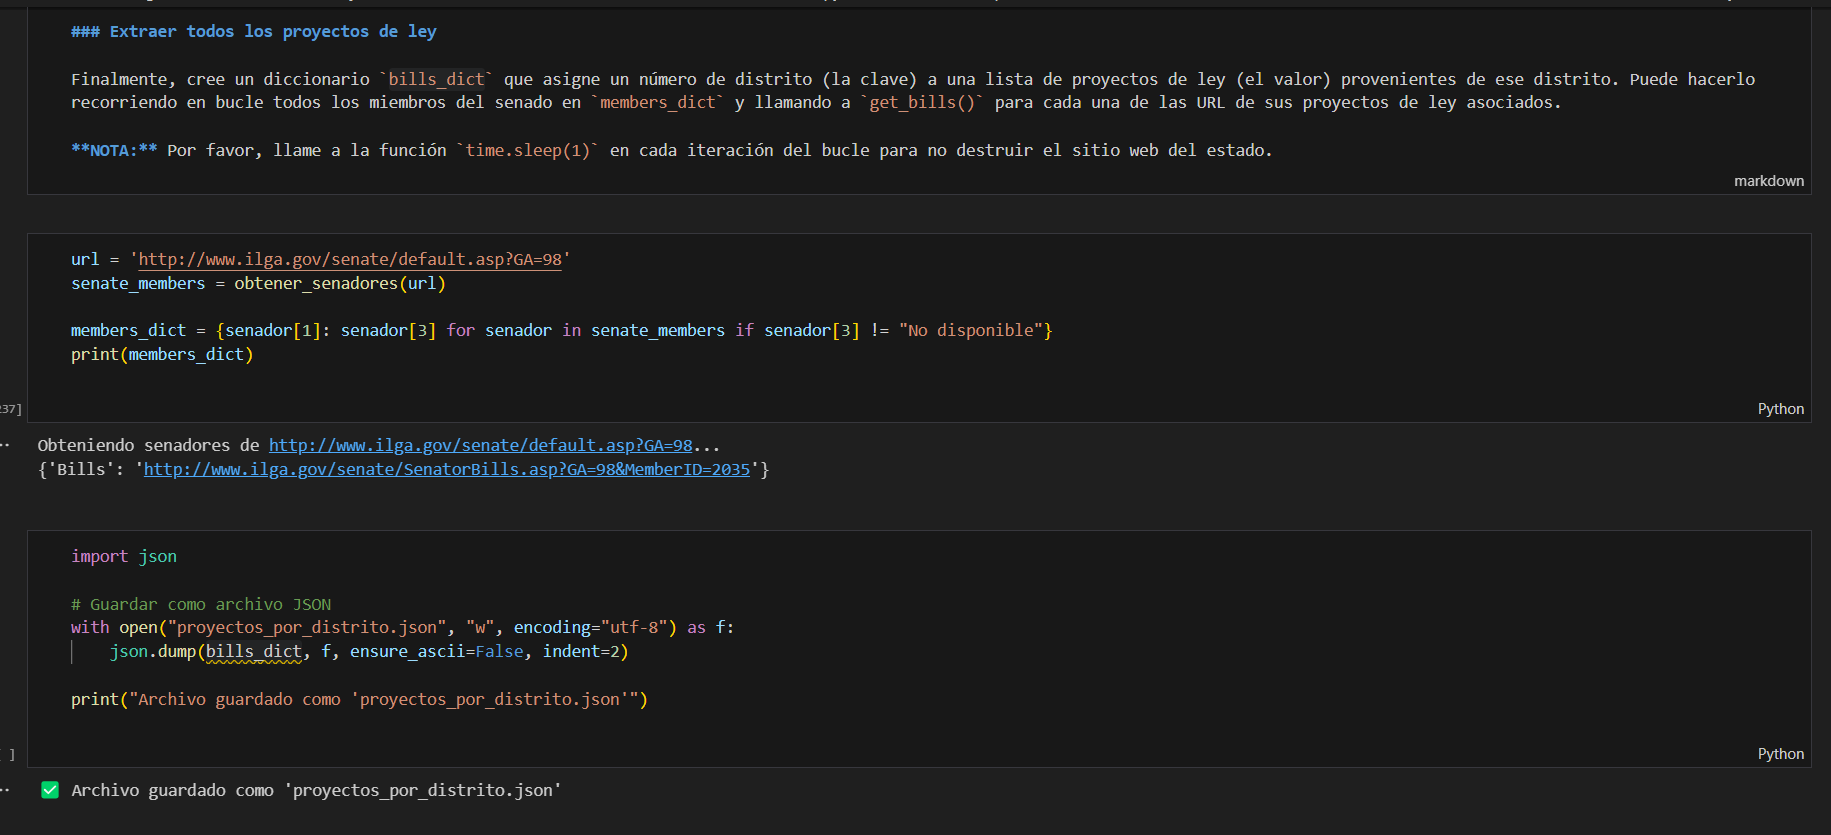 ### Extraer todos los proyectos de ley
Finalmente, cree un diccionario `bills_dict` que asigne un número de distrito (la clave) a una lista de proyectos de ley (el valor) provenientes de ese distrito. Puede hacerlo
recorriendo en bucle todos los miembros del senado en `members_dict` y llamando a `get_bills()` para cada una de las URL de sus proyectos de ley asociados.
**NOTA:** Por favor, llame a la función `time.sleep(1)` en cada iteración del bucle para no destruir el sitio web del estado.
markdown
url = 'http://www.ilga.gov/senate/default.asp?GA=98'
senate_members = obtener_senadores(url)
members_dict = {senador[1]: senador[3] for senador in senate_members if senador[3] != "No disponible"}
print(members_dict)
37]
Python
Obteniendo senadores de http://www.ilga.gov/senate/default.asp?GA=98...
{'Bills': 'http://www.ilga.gov/senate/SenatorBills.asp?GA=98&MemberID=2035'}
import json
# Guardar como archivo JSON
with open("proyectos_por_distrito.json", "w", encoding="utf-8") as f:
    json.dump(bills_dict, f, ensure_ascii=False, indent=2)
print("Archivo guardado como 'proyectos_por_distrito.json'")
]
Python
✅ Archivo guardado como 'proyectos_por_distrito.json'